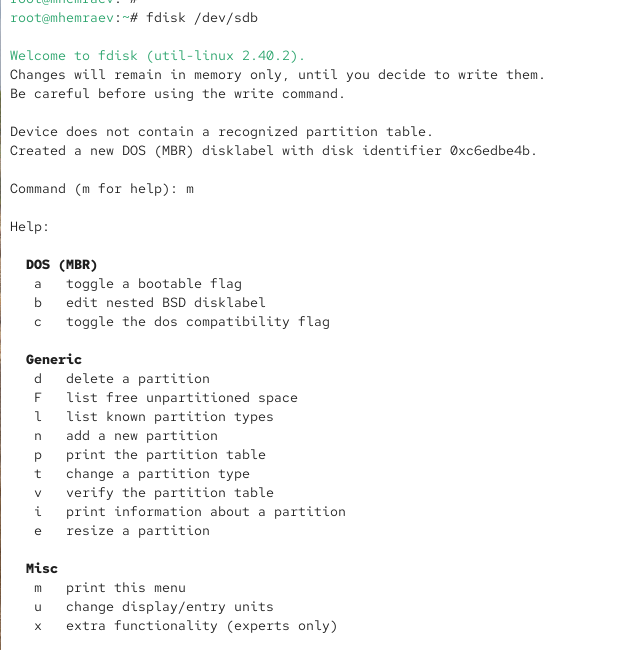 root@mhemraev:~#
root@mhemraev:~# fdisk /dev/sdb
Welcome to fdisk (util-linux 2.40.2).
Changes will remain in memory only, until you decide to write them.
Be careful before using the write command.
Device does not contain a recognized partition table.
Created a new DOS (MBR) disklabel with disk identifier 0xc6edbe4b.
Command (m for help): m
Help:
DOS (MBR)
a toggle a bootable flag
b edit nested BSD disklabel
c toggle the dos compatibility flag
Generic
d delete a partition
F list free unpartitioned space
l list known partition types
n add a new partition
p print the partition table
t change a partition type
v verify the partition table
i print information about a partition
e resize a partition
Misc
m print this menu
u change display/entry units
x extra functionality (experts only)